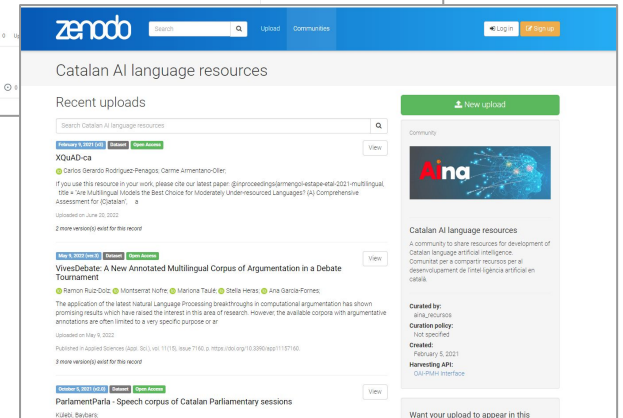 zenodo
Search
Upload
Communities
Log in
Sign up
Catalan AI language resources
Recent uploads
New upload
Search Catalan AI language resources
February 9, 2021 (v3) Dataset Open Access
View
XQuAD-ca
Carlos Gerardo Rodriguez-Penagos; Carme Armentano-Oller;
If you use this resource in your work, please cite our latest paper: @inproceedings{armengol-estape-etal-2021-multilingual,
title = "Are Multilingual Models the Best Choice for Moderately Under-resourced Languages? {A} Comprehensive
Assessment for {C}atalan", a
Uploaded on June 20, 2022
2 more version(s) exist for this record
May 9, 2022 Dataset Open Access
View
VivesDebate: A New Annotated Multilingual Corpus of Argumentation in a Debate
Tournament
Ramon Ruiz-Dolz; Montserrat Nofre; Mariona Taulé; Stella Heras; Ana García-Fornes;
The application of the latest Natural Language Processing breakthroughs in computational argumentation has shown
promising results which have raised the interest in this area of research. However, the available corpora with argumentative
annotations are often limited to a very specific purpose or ar
Uploaded on May 9, 2022
Published in Applied Sciences (Appl. Sci.), vol. 11(15), issue 7160, p. https://doi.org/10.3390/app11157160.
3 more version(s) exist for this record
October 5, 2021 (v2.0) Dataset Open Access
View
ParlamentParla - Speech corpus of Catalan Parliamentary sessions
Külebi, Baybars;
Community
Aina
Catalan AI language resources
A community to share resources for development of
Catalan language artificial intelligence.
Comunitat per a compartir recursos per al
desenvolupament de l'intel·ligència artificial en
català.
Curated by:
aina_recursos
Curation policy:
Not specified
Created:
February 5, 2021
Harvesting API:
OAI-PMH Interface
Want your upload to appear in this